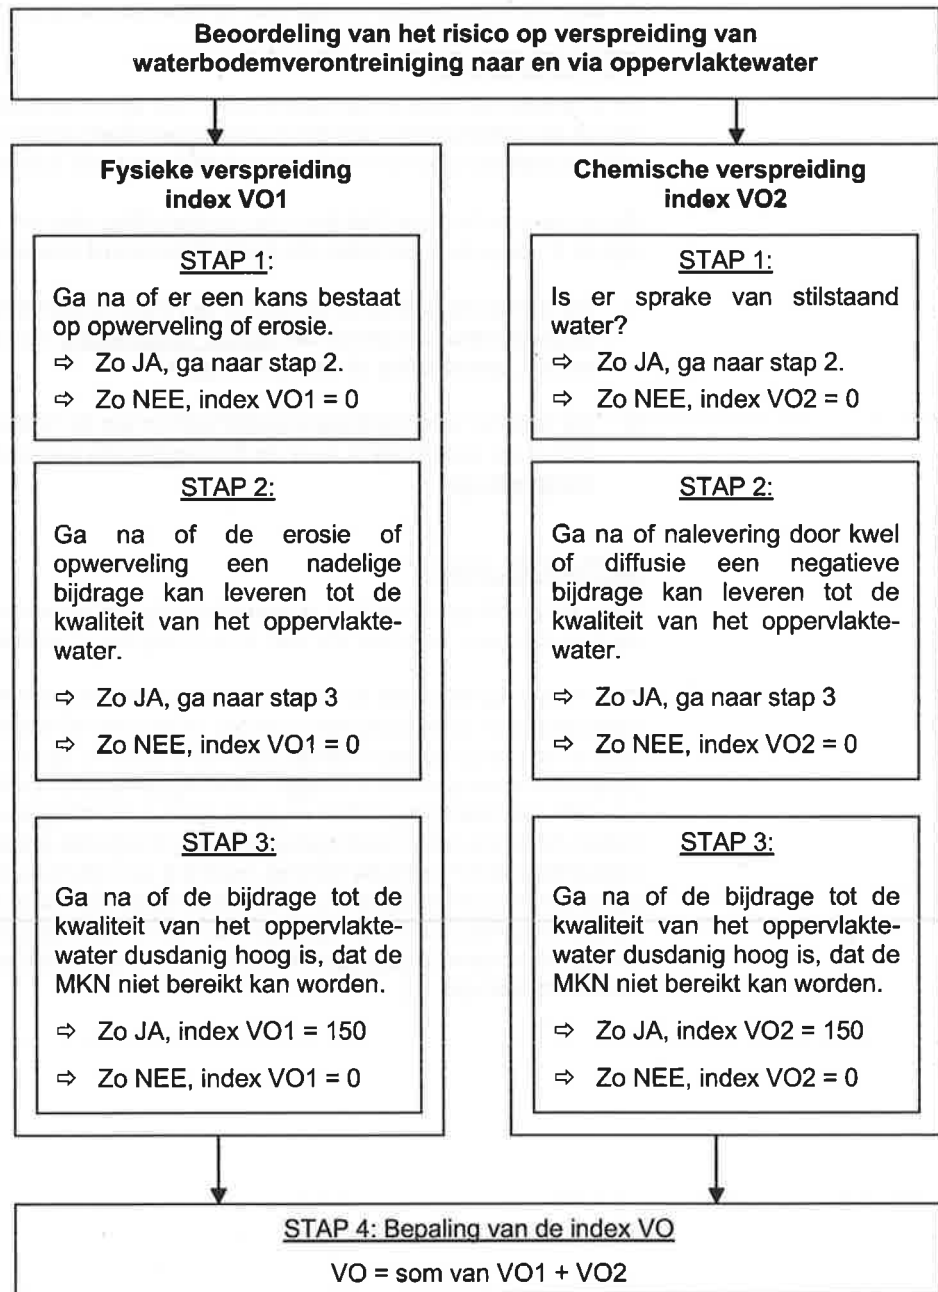 Beoordeling van het risico op verspreiding van
waterbodemverontreiniging naar en via oppervlaktewater
Fysieke verspreiding
index VO1
STAP 1:
Ga na of er een kans bestaat
op opwerveling of erosie.
⇨ Zo JA, ga naar stap 2.
⇨ Zo NEE, index VO1 = 0
STAP 2:
Ga na of de erosie of
opwerveling een nadelige
bijdrage kan leveren tot de
kwaliteit van het oppervlakte-
water.
⇨ Zo JA, ga naar stap 3
⇨ Zo NEE, index VO1 = 0
STAP 3:
Ga na of de bijdrage tot de
kwaliteit van het oppervlakte-
water dusdanig hoog is, dat de
MKN niet bereikt kan worden.
⇨ Zo JA, index VO1 = 150
⇨ Zo NEE, index VO1 = 0
Chemische verspreiding
index VO2
STAP 1:
Is er sprake van stilstaand
water?
⇨ Zo JA, ga naar stap 2.
⇨ Zo NEE, index VO2 = 0
STAP 2:
Ga na of nalevering door kwel
of diffusie een negatieve
bijdrage kan leveren tot de
kwaliteit van het oppervlakte-
water.
⇨ Zo JA, ga naar stap 3
⇨ Zo NEE, index VO2 = 0
STAP 3:
Ga na of de bijdrage tot de
kwaliteit van het oppervlakte-
water dusdanig hoog is, dat de
MKN niet bereikt kan worden.
⇨ Zo JA, index VO2 = 150
⇨ Zo NEE, index VO2 = 0
STAP 4: Bepaling van de index VO
VO = som van VO1 + VO2